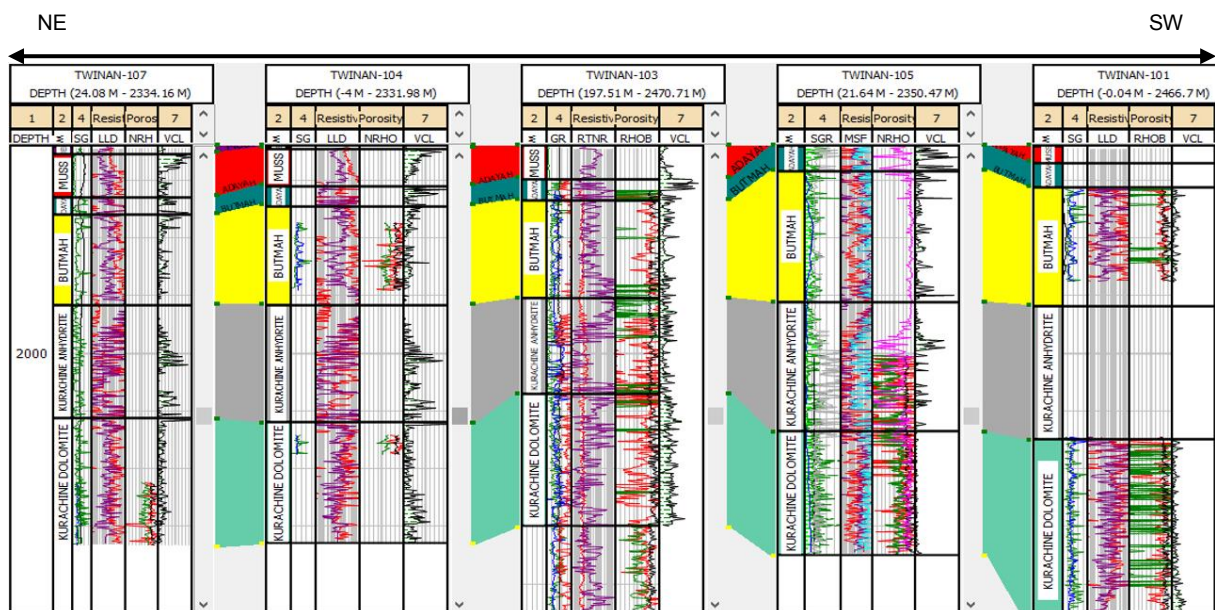 NE SW
TWINAN-107 TWINAN-104 TWINAN-103 TWINAN-105 TWINAN-101
DEPTH (24.08 M - 2334.16 M) DEPTH (-4 M - 2331.98 M) DEPTH (197.51 M - 2470.71 M) DEPTH (21.64 M - 2350.47 M) DEPTH (-0.04 M - 2466.7 M)
1 2 4 Resist Poros 7 2 4 Resistiv Porosity 7 2 4 Resistiv Porosity 7 2 4 Resis Porosity 7 2 4 Resistiv Porosity 7
DEPTH SG LLD NRH VCL SG LLD NRHO VCL GR RTNR RHOB VCL SGR MSF NRHO VCL SG LLD RHOB VCL
MUSS ADAYAH MUSS ADAYAH MUSS ADAYAH
BUTMAH BUTMAH BUTMAH BUTMAH
BUTMAH BUTMAH BUTMAH BUTMAH BUTMAH
2000
KURACHINE ANHYDRITE KURACHINE ANHYDRITE KURACHINE ANHYDRITE KURACHINE ANHYDRITE KURACHINE ANHYDRITE
KURACHINE DOLOMITE KURACHINE DOLOMITE KURACHINE DOLOMITE KURACHINE DOLOMITE KURACHINE DOLOMITE